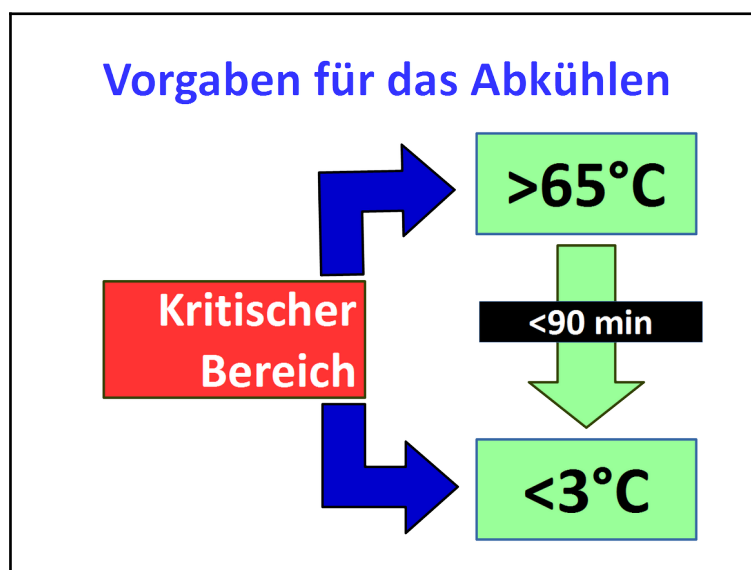 Vorgaben für das Abkühlen
>65°C
Kritischer
Bereich
<90 min
<3°C